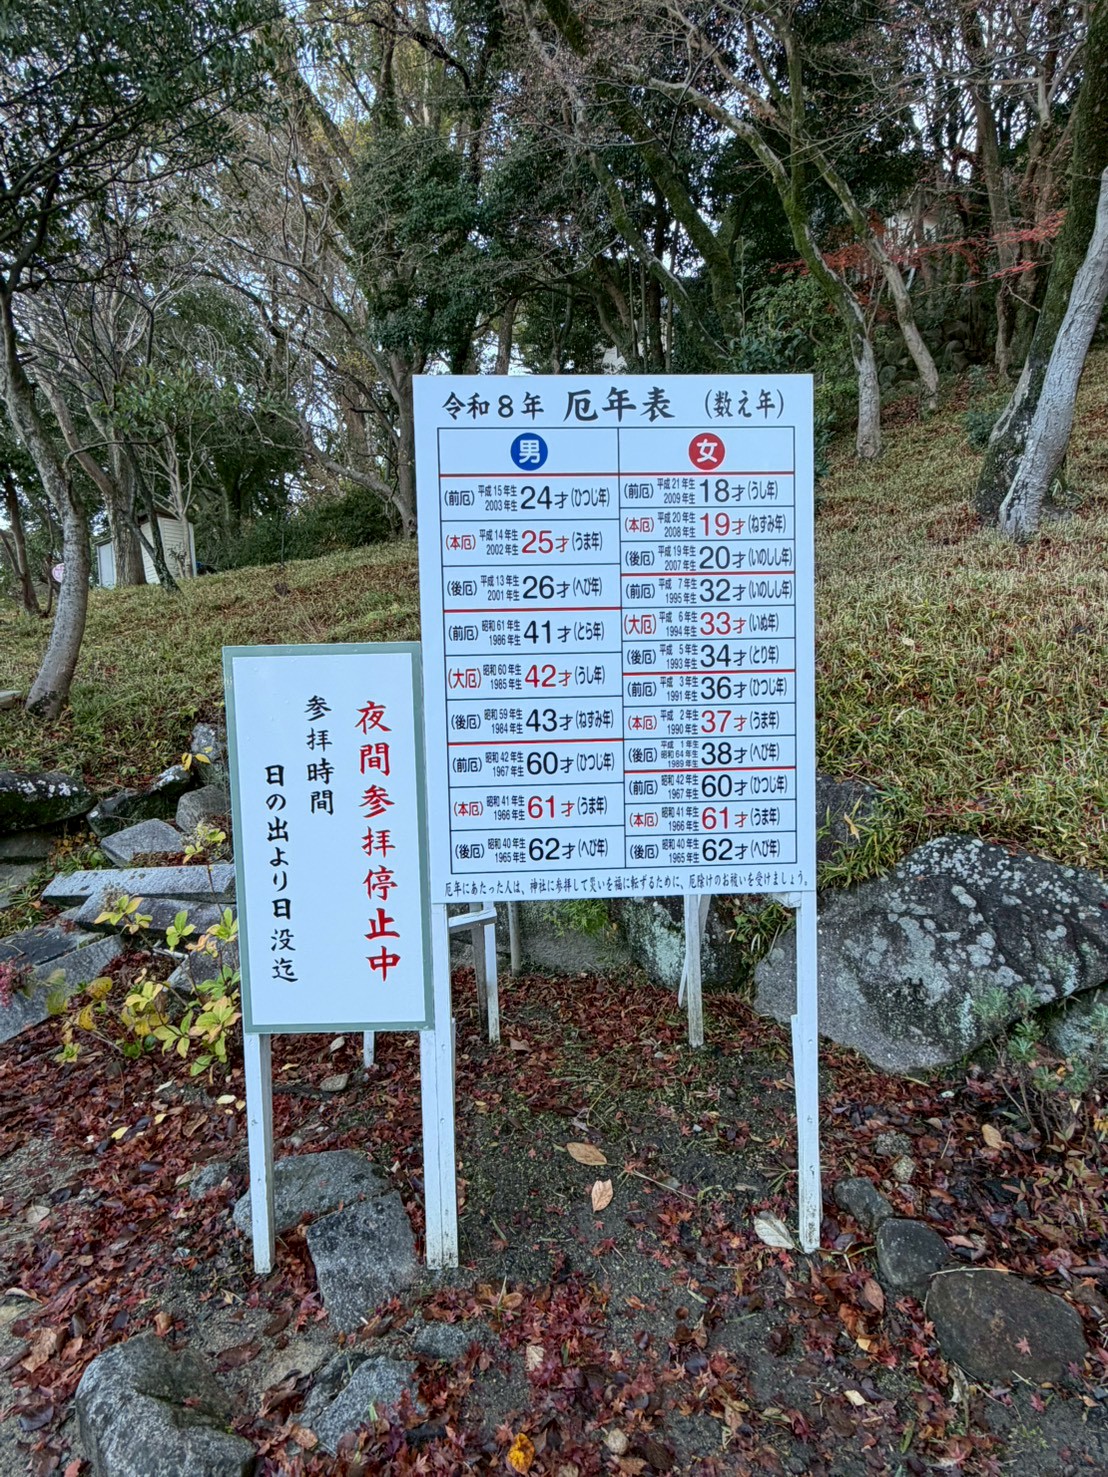 令和8年 厄年表 (数え年)
男
(前厄) 平成15年生 2003年生 24才(ひつじ年)
(本厄) 平成14年生 2002年生 25才(うま年)
(後厄) 平成13年生 2001年生 26才(へび年)
(前厄) 昭和61年生 1986年生 41才(とら年)
(大厄) 昭和60年生 1985年生 42才(うし年)
(後厄) 昭和59年生 1984年生 43才(ねずみ年)
(前厄) 昭和42年生 1967年生 60才(ひつじ年)
(本厄) 昭和41年生 1966年生 61才(うま年)
(後厄) 昭和40年生 1965年生 62才(へび年)
女
(前厄) 平成21年生 2009年生 18才(うし年)
(本厄) 平成20年生 2008年生 19才(ねずみ年)
(後厄) 平成19年生 2007年生 20才(いのしし年)
(前厄) 平成 7年生 1995年生 32才(いのしし年)
(大厄) 平成 6年生 1994年生 33才(いぬ年)
(後厄) 平成 5年生 1993年生 34才(とり年)
(前厄) 平成 3年生 1991年生 36才(ひつじ年)
(本厄) 平成 2年生 1990年生 37才(うま年)
(後厄) 平成 1年生 昭和64年生 1989年生 38才(へび年)
(前厄) 昭和42年生 1967年生 60才(ひつじ年)
(本厄) 昭和41年生 1966年生 61才(うま年)
(後厄) 昭和40年生 1965年生 62才(へび年)
厄年にあたった人は、神社に参拝して災いを福に転ずるために、厄除けのお祓いを受けましょう。
夜間参拝停止中
参拝時間
日の出より日没迄